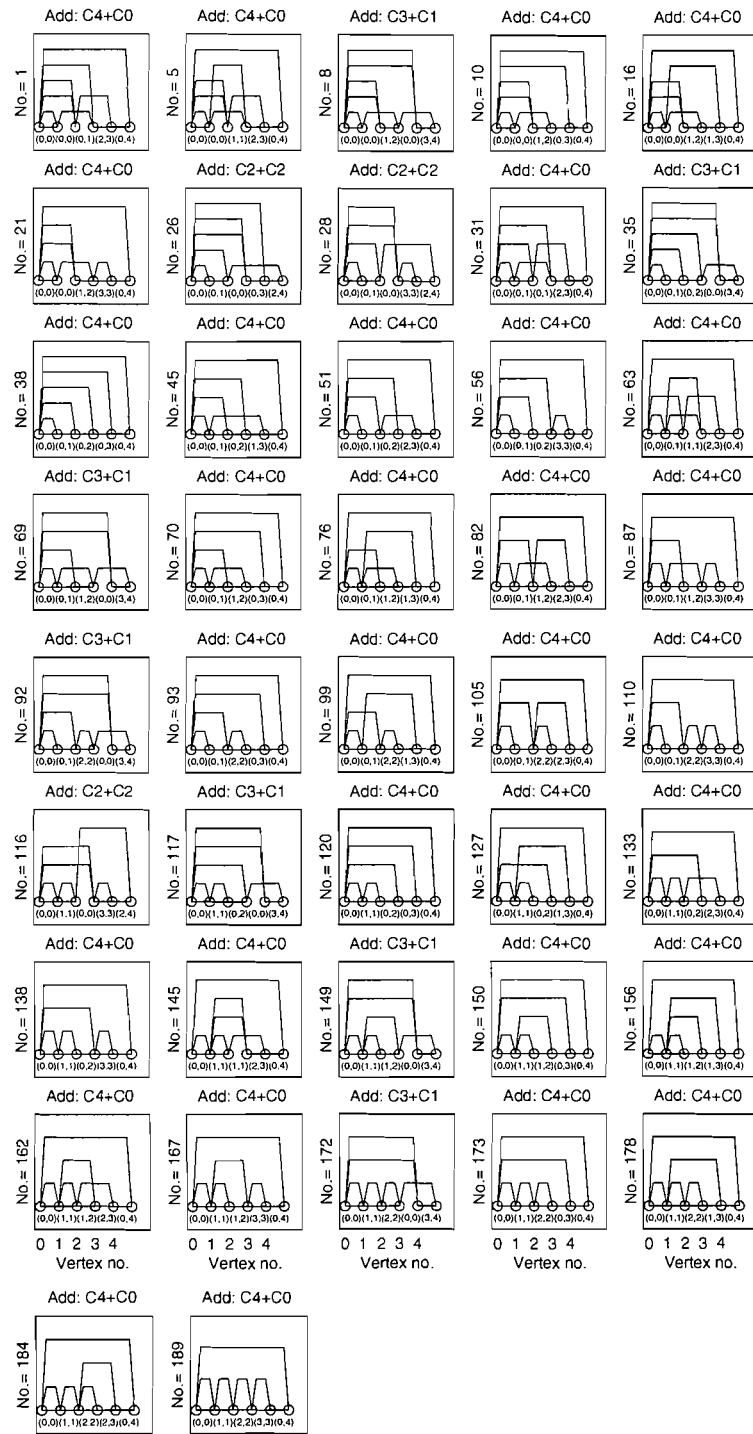 Add: C4+C0 Add: C4+C0 Add: C3+C1 Add: C4+C0 Add: C4+C0
No.= 1 No.= 5 No.= 8 No.= 10 No.= 16
(0,0)(0,0)(0,1)(2,3)(0,4) (0,0)(0,0)(1,1)(2,3)(0,4) (0,0)(0,0)(1,2)(0,0)(3,4) (0,0)(0,0)(1,2)(0,3)(0,4) (0,0)(0,0)(1,2)(1,3)(0,4)
Add: C4+C0 Add: C2+C2 Add: C2+C2 Add: C4+C0 Add: C3+C1
No.= 21 No.= 26 No.= 28 No.= 31 No.= 35
(0,0)(0,0)(1,2)(3,3)(0,4) (0,0)(0,1)(0,0)(0,3)(2,4) (0,0)(0,1)(0,0)(3,3)(2,4) (0,0)(0,1)(0,1)(2,3)(0,4) (0,0)(0,1)(0,2)(0,0)(3,4)
Add: C4+C0 Add: C4+C0 Add: C4+C0 Add: C4+C0 Add: C4+C0
No.= 38 No.= 45 No.= 51 No.= 56 No.= 63
(0,0)(0,1)(0,2)(0,3)(0,4) (0,0)(0,1)(0,2)(1,3)(0,4) (0,0)(0,1)(0,2)(2,3)(0,4) (0,0)(0,1)(0,2)(3,3)(0,4) (0,0)(0,1)(1,1)(2,3)(0,4)
Add: C3+C1 Add: C4+C0 Add: C4+C0 Add: C4+C0 Add: C4+C0
No.= 69 No.= 70 No.= 76 No.= 82 No.= 87
(0,0)(0,1)(1,2)(0,0)(3,4) (0,0)(0,1)(1,2)(0,3)(0,4) (0,0)(0,1)(1,2)(1,3)(0,4) (0,0)(0,1)(1,2)(2,3)(0,4) (0,0)(0,1)(1,2)(3,3)(0,4)
Add: C3+C1 Add: C4+C0 Add: C4+C0 Add: C4+C0 Add: C4+C0
No.= 92 No.= 93 No.= 99 No.= 105 No.= 110
(0,0)(0,1)(2,2)(0,0)(3,4) (0,0)(0,1)(2,2)(0,3)(0,4) (0,0)(0,1)(2,2)(1,3)(0,4) (0,0)(0,1)(2,2)(2,3)(0,4) (0,0)(0,1)(2,2)(3,3)(0,4)
Add: C2+C2 Add: C3+C1 Add: C4+C0 Add: C4+C0 Add: C4+C0
No.= 116 No.= 117 No.= 120 No.= 127 No.= 133
(0,0)(1,1)(0,0)(3,3)(2,4) (0,0)(1,1)(0,2)(0,0)(3,4) (0,0)(1,1)(0,2)(0,3)(0,4) (0,0)(1,1)(0,2)(1,3)(0,4) (0,0)(1,1)(0,2)(2,3)(0,4)
Add: C4+C0 Add: C4+C0 Add: C3+C1 Add: C4+C0 Add: C4+C0
No.= 138 No.= 145 No.= 149 No.= 150 No.= 156
(0,0)(1,1)(0,2)(3,3)(0,4) (0,0)(1,1)(1,1)(2,3)(0,4) (0,0)(1,1)(1,2)(0,0)(3,4) (0,0)(1,1)(1,2)(0,3)(0,4) (0,0)(1,1)(1,2)(1,3)(0,4)
Add: C4+C0 Add: C4+C0 Add: C3+C1 Add: C4+C0 Add: C4+C0
No.= 162 No.= 167 No.= 172 No.= 173 No.= 178
(0,0)(1,1)(1,2)(2,3)(0,4) (0,0)(1,1)(1,2)(3,3)(0,4) (0,0)(1,1)(2,2)(0,0)(3,4) (0,0)(1,1)(2,2)(0,3)(0,4) (0,0)(1,1)(2,2)(1,3)(0,4)
0 1 2 3 4 0 1 2 3 4 0 1 2 3 4 0 1 2 3 4 0 1 2 3 4
Vertex no. Vertex no. Vertex no. Vertex no. Vertex no.
Add: C4+C0 Add: C4+C0
No.= 184 No.= 189
(0,0)(1,1)(2,2)(2,3)(0,4) (0,0)(1,1)(2,2)(3,3)(0,4)